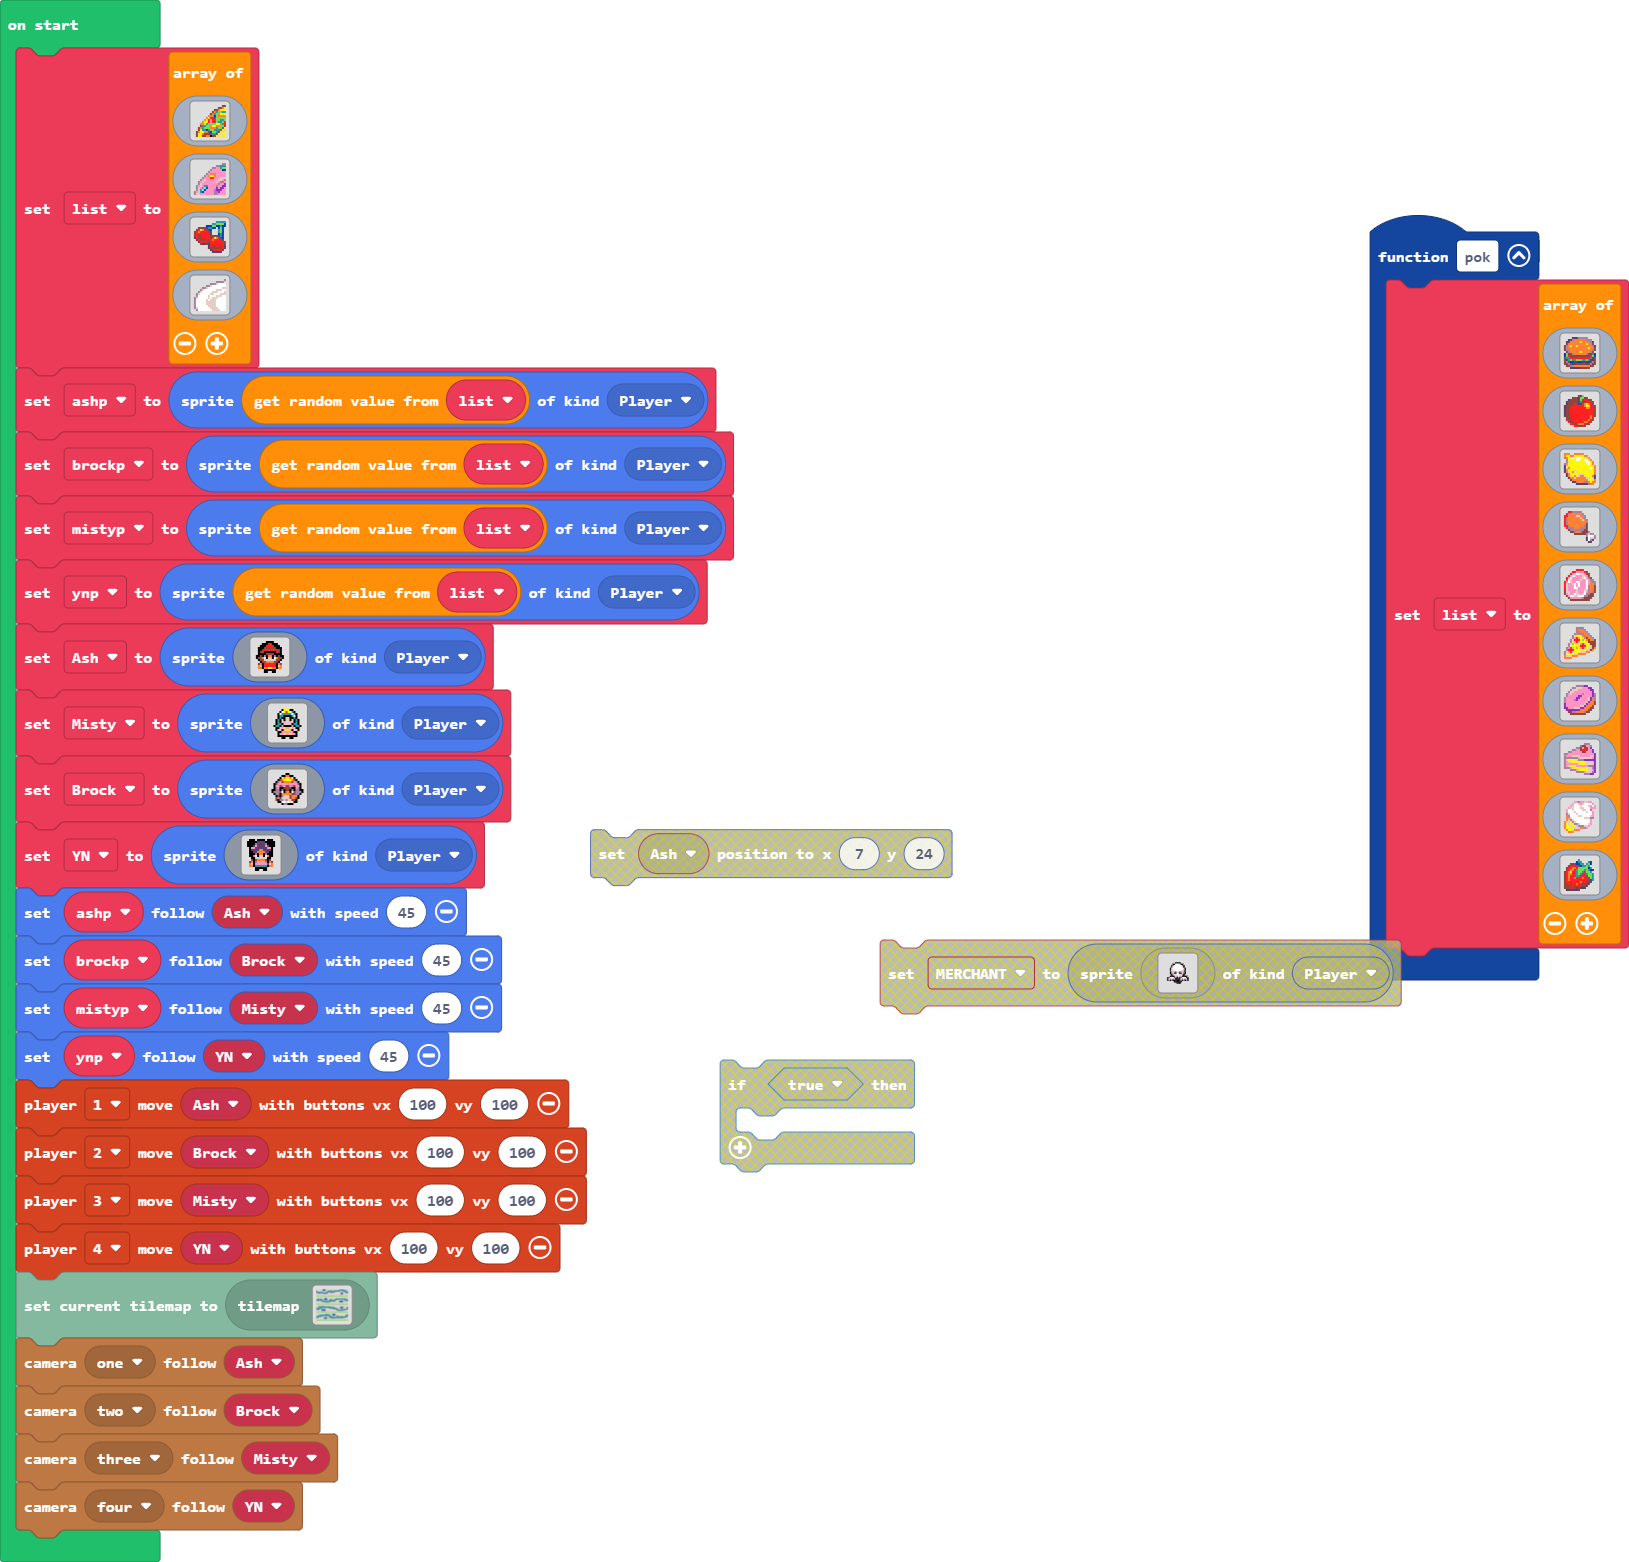 on start
set list to
array of
set ashp to sprite get random value from list of kind Player
set brockp to sprite get random value from list of kind Player
set mistyp to sprite get random value from list of kind Player
set ynp to sprite get random value from list of kind Player
set Ash to sprite of kind Player
set Misty to sprite of kind Player
set Brock to sprite of kind Player
set YN to sprite of kind Player
set ashp follow Ash with speed 45
set brockp follow Brock with speed 45
set mistyp follow Misty with speed 45
set ynp follow YN with speed 45
player 1 move Ash with buttons vx 100 vy 100
player 2 move Brock with buttons vx 100 vy 100
player 3 move Misty with buttons vx 100 vy 100
player 4 move YN with buttons vx 100 vy 100
set current tilemap to tilemap
camera one follow Ash
camera two follow Brock
camera three follow Misty
camera four follow YN
set Ash position to x 7 y 24
set MERCHANT to sprite of kind Player
if true then
function pok
set list to
array of